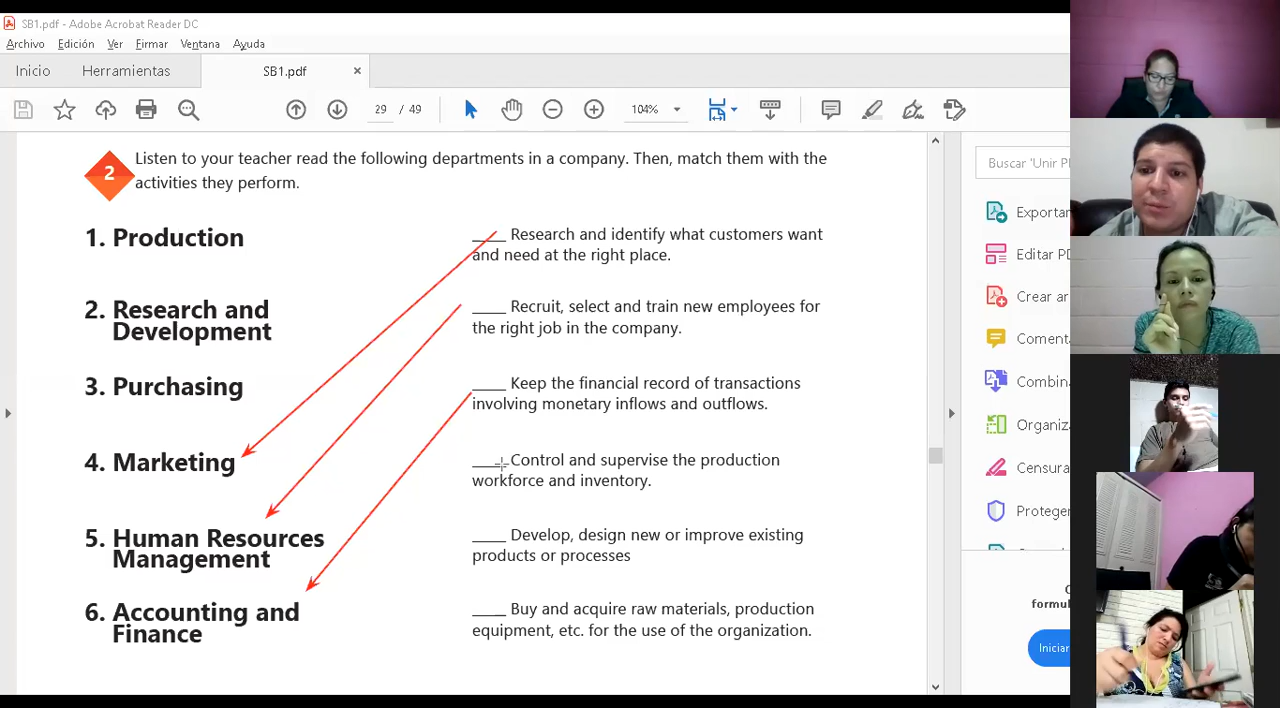 SB1.pdf - Adobe Acrobat Reader DC
Archivo Edición Ver Firmar Ventana Ayuda
Inicio Herramientas SB1.pdf ×
29 / 49 104%
2 Listen to your teacher read the following departments in a company. Then, match them with the
activities they perform.
1. Production
2. Research and
Development
3. Purchasing
4. Marketing
5. Human Resources
Management
6. Accounting and
Finance
____ Research and identify what customers want
and need at the right place.
____ Recruit, select and train new employees for
the right job in the company.
____ Keep the financial record of transactions
involving monetary inflows and outflows.
____ Control and supervise the production
workforce and inventory.
____ Develop, design new or improve existing
products or processes
____ Buy and acquire raw materials, production
equipment, etc. for the use of the organization.
Buscar 'Unir PD
Exportar
Editar PD
Crear ar
Comenta
Combin
Organiza
Censura
Proteger
formu
Iniciar